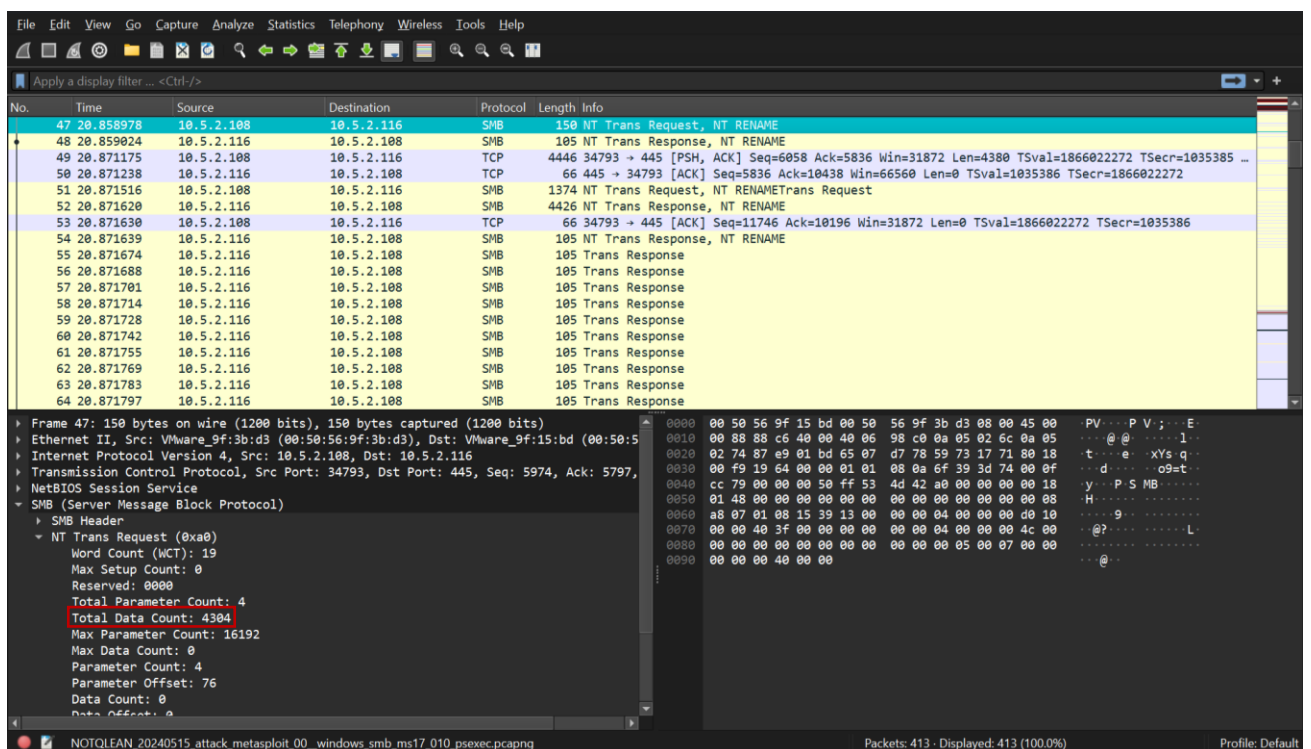 File Edit View Go Capture Analyze Statistics Telephony Wireless Tools Help
Apply a display filter ... <Ctrl-/>
No. Time Source Destination Protocol Length Info
47 20.858978 10.5.2.108 10.5.2.116 SMB 150 NT Trans Request, NT RENAME
48 20.859024 10.5.2.116 10.5.2.108 SMB 105 NT Trans Response, NT RENAME
49 20.871175 10.5.2.108 10.5.2.116 TCP 4446 34793 → 445 [PSH, ACK] Seq=6058 Ack=5836 Win=31872 Len=4380 TSval=1866022272 TSecr=1035385 …
50 20.871238 10.5.2.116 10.5.2.108 TCP 66 445 → 34793 [ACK] Seq=5836 Ack=10438 Win=66560 Len=0 TSval=1035386 TSecr=1866022272
51 20.871516 10.5.2.108 10.5.2.116 SMB 1374 NT Trans Request, NT RENAMETrans Request
52 20.871620 10.5.2.116 10.5.2.108 SMB 4426 NT Trans Response, NT RENAME
53 20.871630 10.5.2.108 10.5.2.116 TCP 66 34793 → 445 [ACK] Seq=11746 Ack=10196 Win=31872 Len=0 TSval=1866022272 TSecr=1035386
54 20.871639 10.5.2.116 10.5.2.108 SMB 105 NT Trans Response, NT RENAME
55 20.871674 10.5.2.116 10.5.2.108 SMB 105 Trans Response
56 20.871688 10.5.2.116 10.5.2.108 SMB 105 Trans Response
57 20.871701 10.5.2.116 10.5.2.108 SMB 105 Trans Response
58 20.871714 10.5.2.116 10.5.2.108 SMB 105 Trans Response
59 20.871728 10.5.2.116 10.5.2.108 SMB 105 Trans Response
60 20.871742 10.5.2.116 10.5.2.108 SMB 105 Trans Response
61 20.871755 10.5.2.116 10.5.2.108 SMB 105 Trans Response
62 20.871769 10.5.2.116 10.5.2.108 SMB 105 Trans Response
63 20.871783 10.5.2.116 10.5.2.108 SMB 105 Trans Response
64 20.871797 10.5.2.116 10.5.2.108 SMB 105 Trans Response
Frame 47: 150 bytes on wire (1200 bits), 150 bytes captured (1200 bits)
Ethernet II, Src: VMware_9f:3b:d3 (00:50:56:9f:3b:d3), Dst: VMware_9f:15:bd (00:50:5
Internet Protocol Version 4, Src: 10.5.2.108, Dst: 10.5.2.116
Transmission Control Protocol, Src Port: 34793, Dst Port: 445, Seq: 5974, Ack: 5797,
NetBIOS Session Service
SMB (Server Message Block Protocol)
SMB Header
NT Trans Request (0xa0)
Word Count (WCT): 19
Max Setup Count: 0
Reserved: 0000
Total Parameter Count: 4
Total Data Count: 4304
Max Parameter Count: 16192
Max Data Count: 0
Parameter Count: 4
Parameter Offset: 76
Data Count: 0
Data Offset: 0
0000 00 50 56 9f 15 bd 00 50 56 9f 3b d3 08 00 45 00 ·PV····P V·;···E·
0010 00 88 88 c6 40 00 40 06 98 c0 0a 05 02 6c 0a 05 ····@·@· ·····l··
0020 02 74 87 e9 01 bd 65 07 d7 78 59 73 17 71 80 18 ·t····e· ·xYs·q··
0030 00 f9 19 64 00 00 01 01 08 0a 6f 39 3d 74 00 0f ···d···· ··o9=t··
0040 cc 79 00 00 00 50 ff 53 4d 42 a0 00 00 00 00 18 ·y···P·S MB······
0050 01 48 00 00 00 00 00 00 00 00 00 00 00 00 00 08 ·H······ ········
0060 a8 07 01 08 15 39 13 00 00 00 04 00 00 00 d0 10 ·····9·· ········
0070 00 00 40 3f 00 00 00 00 00 00 04 00 00 00 4c 00 ··@?···· ······L·
0080 00 00 00 00 00 00 00 00 00 00 00 05 00 07 00 00 ········ ········
0090 00 00 00 40 00 00 ···@··
NOTQLEAN_20240515_attack_metasploit_00__windows_smb_ms17_010_psexec.pcapng Packets: 413 · Displayed: 413 (100.0%) Profile: Default